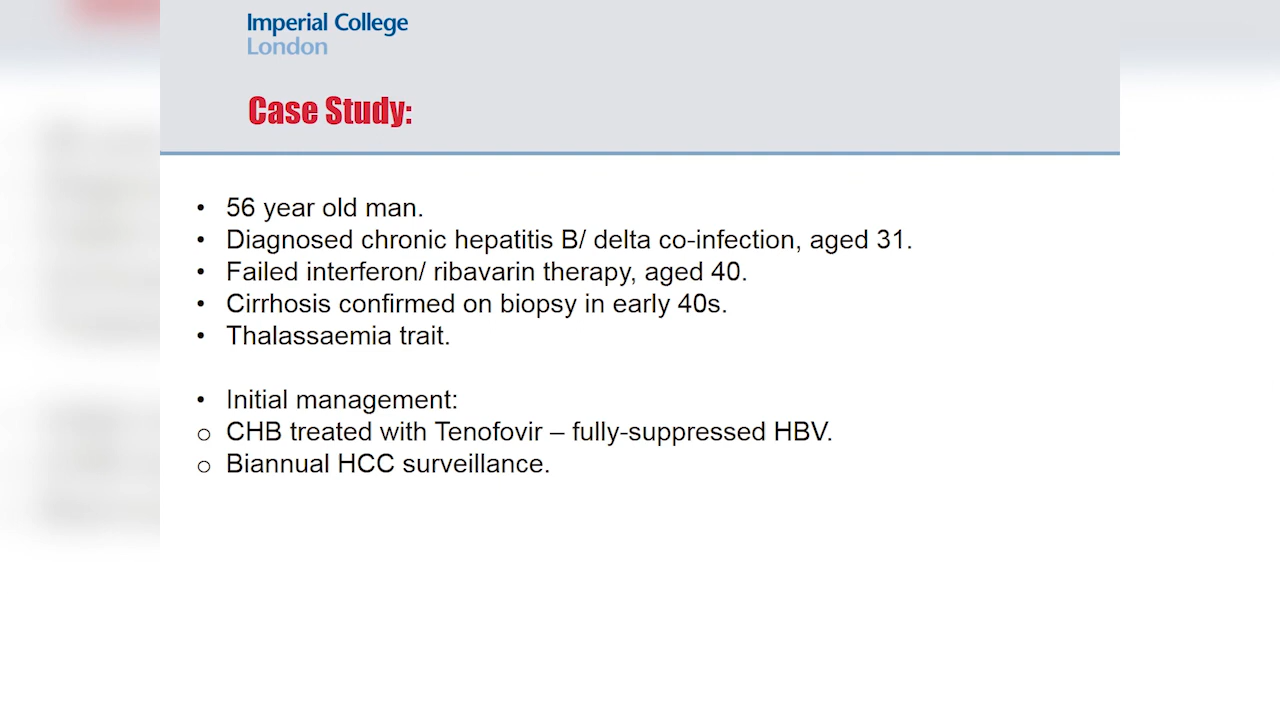 Imperial College
London
Case Study:
• 56 year old man.
• Diagnosed chronic hepatitis B/ delta co-infection, aged 31.
• Failed interferon/ ribavarin therapy, aged 40.
• Cirrhosis confirmed on biopsy in early 40s.
• Thalassaemia trait.
• Initial management:
o CHB treated with Tenofovir – fully-suppressed HBV.
o Biannual HCC surveillance.